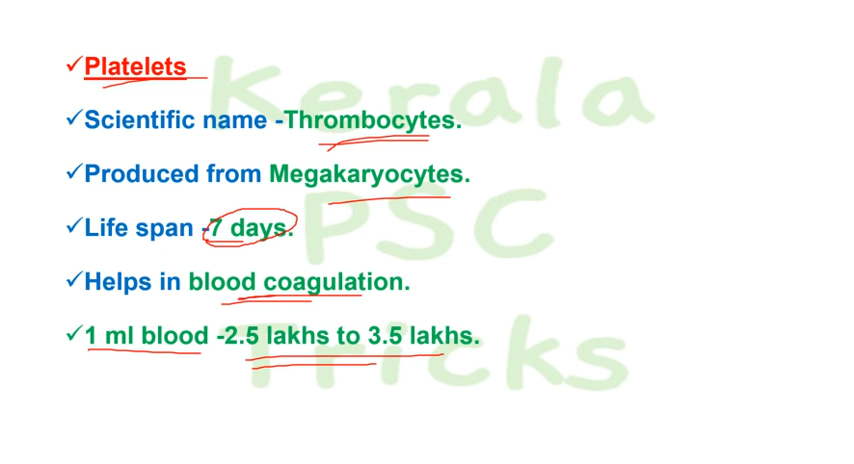 Platelets
Scientific name -Thrombocytes.
Produced from Megakaryocytes.
Life span -7 days.
Helps in blood coagulation.
1 ml blood -2.5 lakhs to 3.5 lakhs.
Kerala
PSC
Tricks